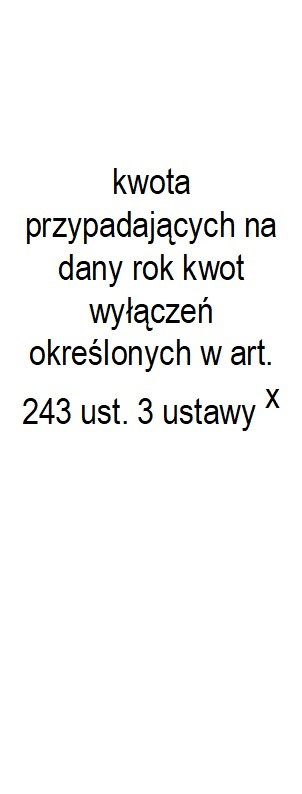 kwota
przypadających na
dany rok kwot
wyłączeń
określonych w art.
243 ust. 3 ustawy x